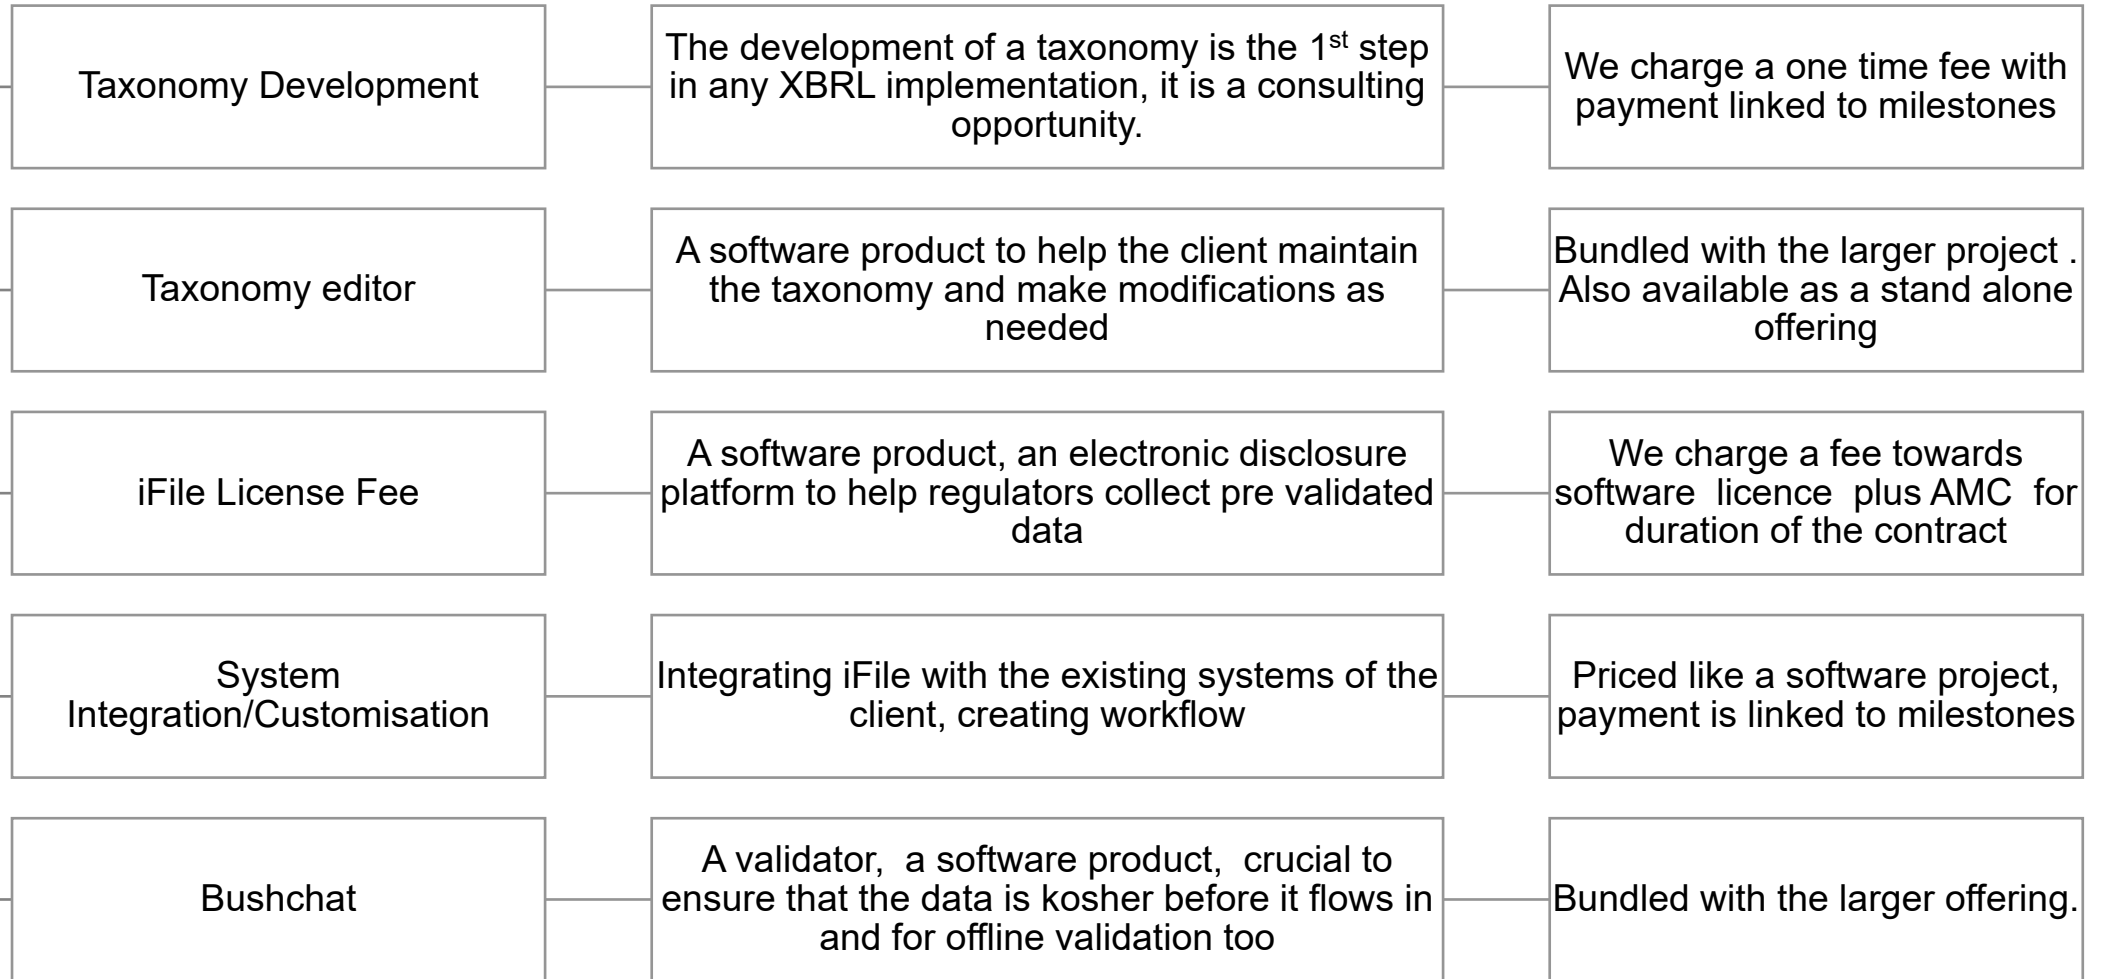 Taxonomy Development
The development of a taxonomy is the 1st step
in any XBRL implementation, it is a consulting
opportunity.
We charge a one time fee with
payment linked to milestones
Taxonomy editor
A software product to help the client maintain
the taxonomy and make modifications as
needed
Bundled with the larger project .
Also available as a stand alone
offering
iFile License Fee
A software product, an electronic disclosure
platform to help regulators collect pre validated
data
We charge a fee towards
software  licence  plus AMC  for
duration of the contract
System
Integration/Customisation
Integrating iFile with the existing systems of the
client, creating workflow
Priced like a software project,
payment is linked to milestones
Bushchat
A validator,  a software product,  crucial to
ensure that the data is kosher before it flows in
and for offline validation too
Bundled with the larger offering.